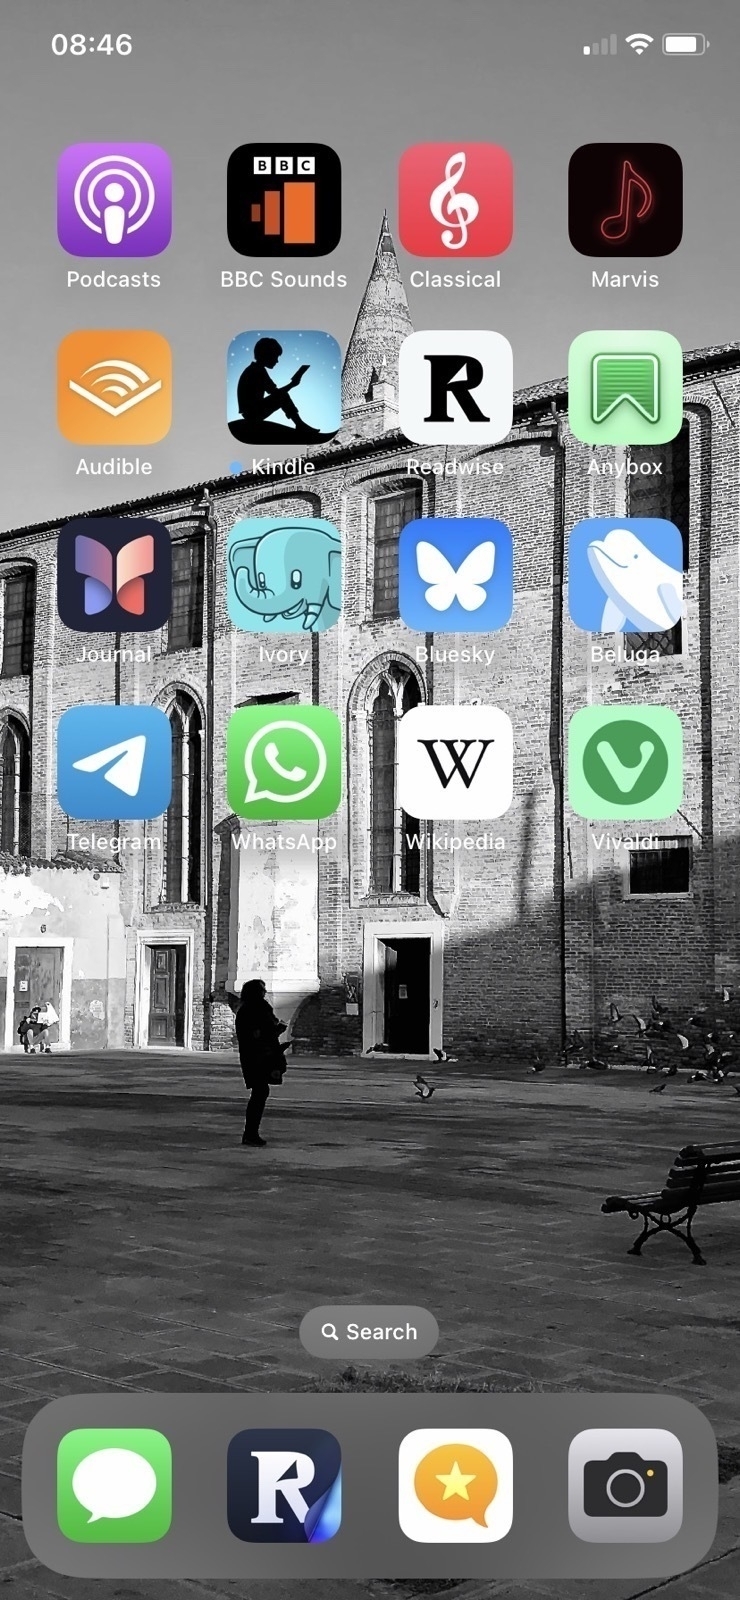 08:46
BBC
Podcasts
BBC Sounds
Classical
Marvis
R
Audible
Kindle
Readwise
Anybox
Journal
Ivory
Bluesky
Beluga
W
Telegram
WhatsApp
Wikipedia
Vivaldi
Search
R